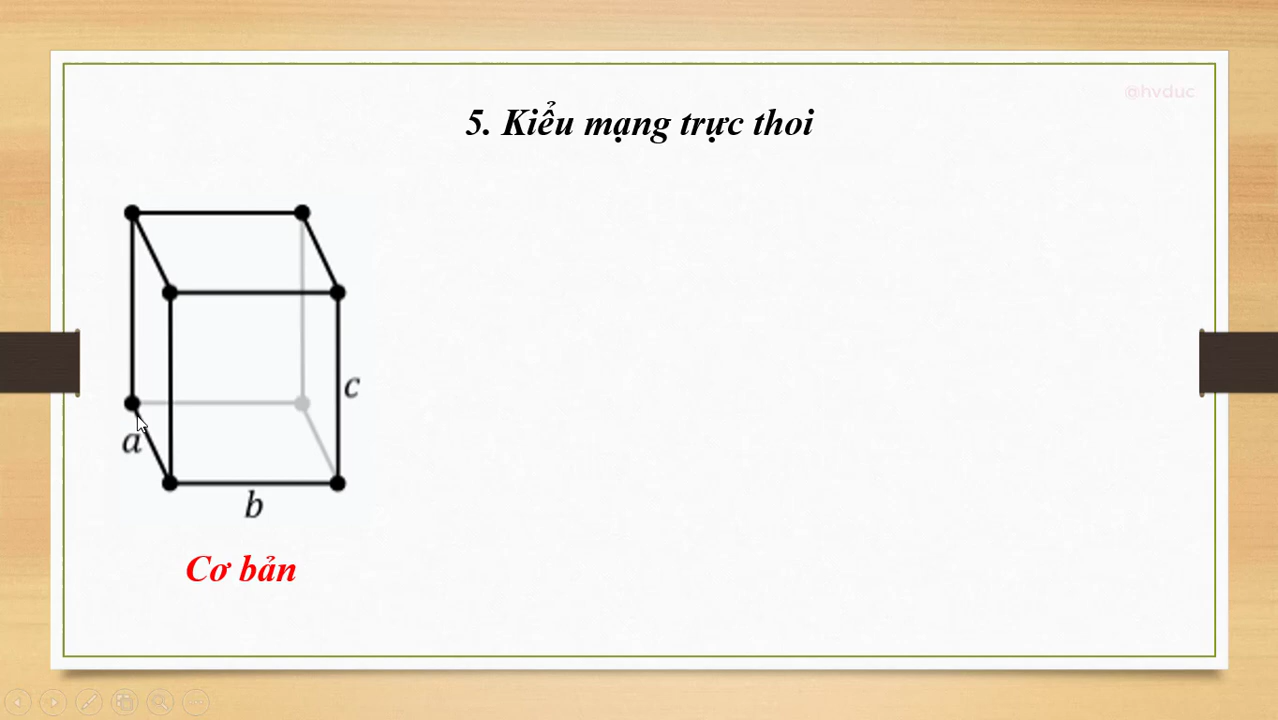 @hvduc
5. Kiểu mạng trực thoi
c
a
b
Cơ bản